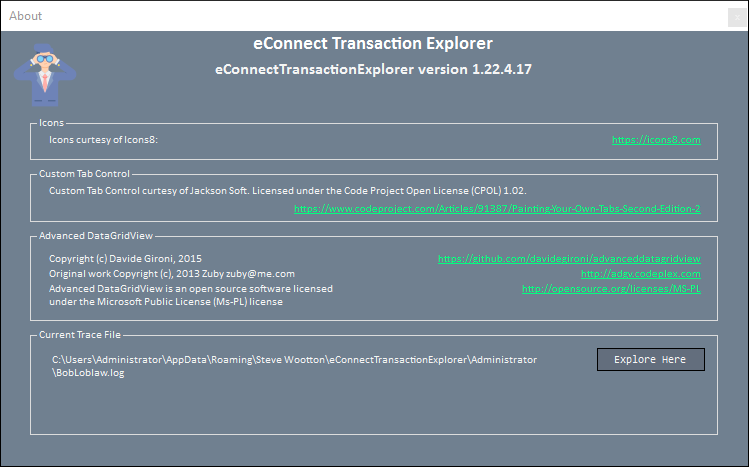 About
x
eConnect Transaction Explorer
eConnectTransactionExplorer version 1.22.4.17
Icons
Icons curtesy of Icons8:
https://icons8.com
Custom Tab Control
Custom Tab Control curtesy of Jackson Soft. Licensed under the Code Project Open License (CPOL) 1.02.
https://www.codeproject.com/Articles/91387/Painting-Your-Own-Tabs-Second-Edition-2
Advanced DataGridView
Copyright (c) Davide Gironi, 2015
https://github.com/davidegironi/advanceddatagridview
Original work Copyright (c), 2013 Zuby zuby@me.com
http://adgv.codeplex.com
Advanced DataGridView is an open source software licensed
http://opensource.org/licenses/MS-PL
under the Microsoft Public License (Ms-PL) license
Current Trace File
C:\Users\Administrator\AppData\Roaming\Steve Wootton\eConnectTransactionExplorer\Administrator
\BobLoblaw.log
Explore Here